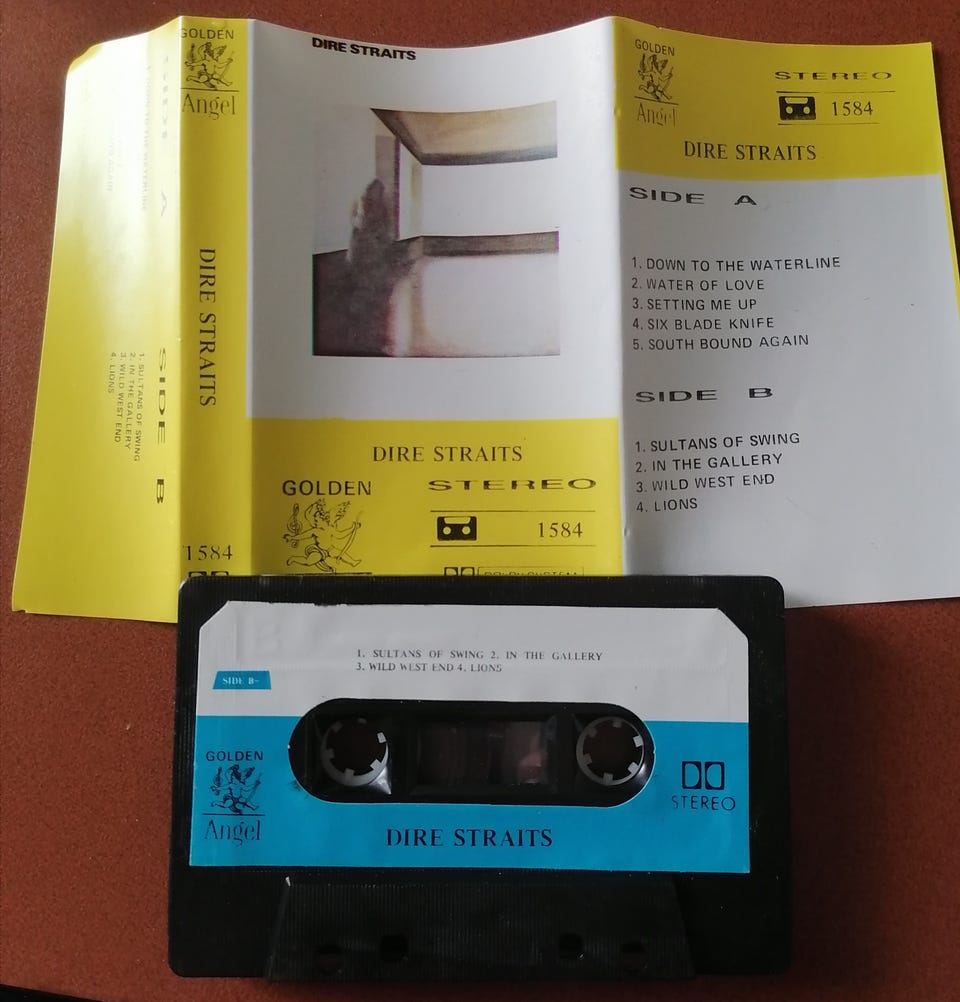 GOLDEN
Angel
DIRE STRAITS
1584
SIDE A
SIDE B
1. SULTANS OF SWING
2. IN THE GALLERY
3. WILD WEST END
4. LIONS
DIRE STRAITS
DIRE STRAITS
GOLDEN
STEREO
1584
DOLBY SYSTEM
GOLDEN
Angel
STEREO
1584
DIRE STRAITS
SIDE A
1. DOWN TO THE WATERLINE
2. WATER OF LOVE
3. SETTING ME UP
4. SIX BLADE KNIFE
5. SOUTH BOUND AGAIN
SIDE B
1. SULTANS OF SWING
2. IN THE GALLERY
3. WILD WEST END
4. LIONS
1. SULTANS OF SWING 2. IN THE GALLERY
3. WILD WEST END 4. LIONS
SIDE B-
GOLDEN
Angel
STEREO
DIRE STRAITS